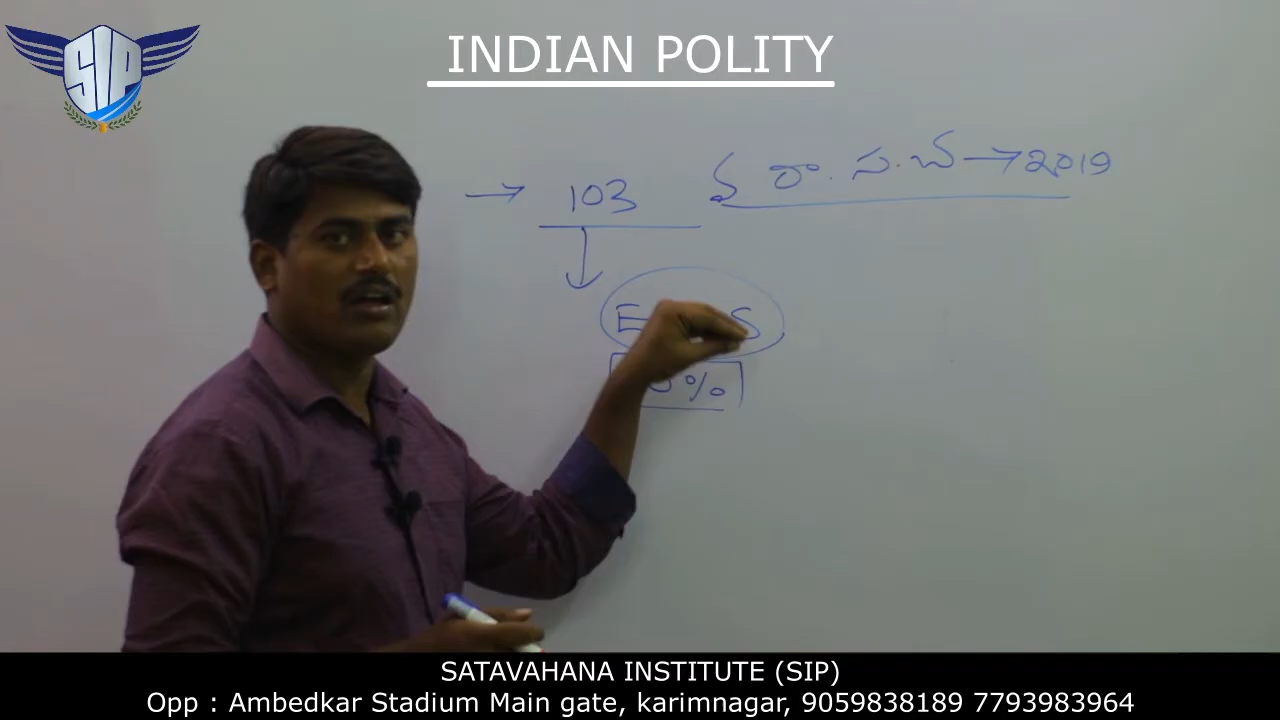 SIP
INDIAN POLITY
→ 103 వ రా. స. బ → 2019
%
SATAVAHANA INSTITUTE (SIP)
Opp : Ambedkar Stadium Main gate, karimnagar, 9059838189 7793983964